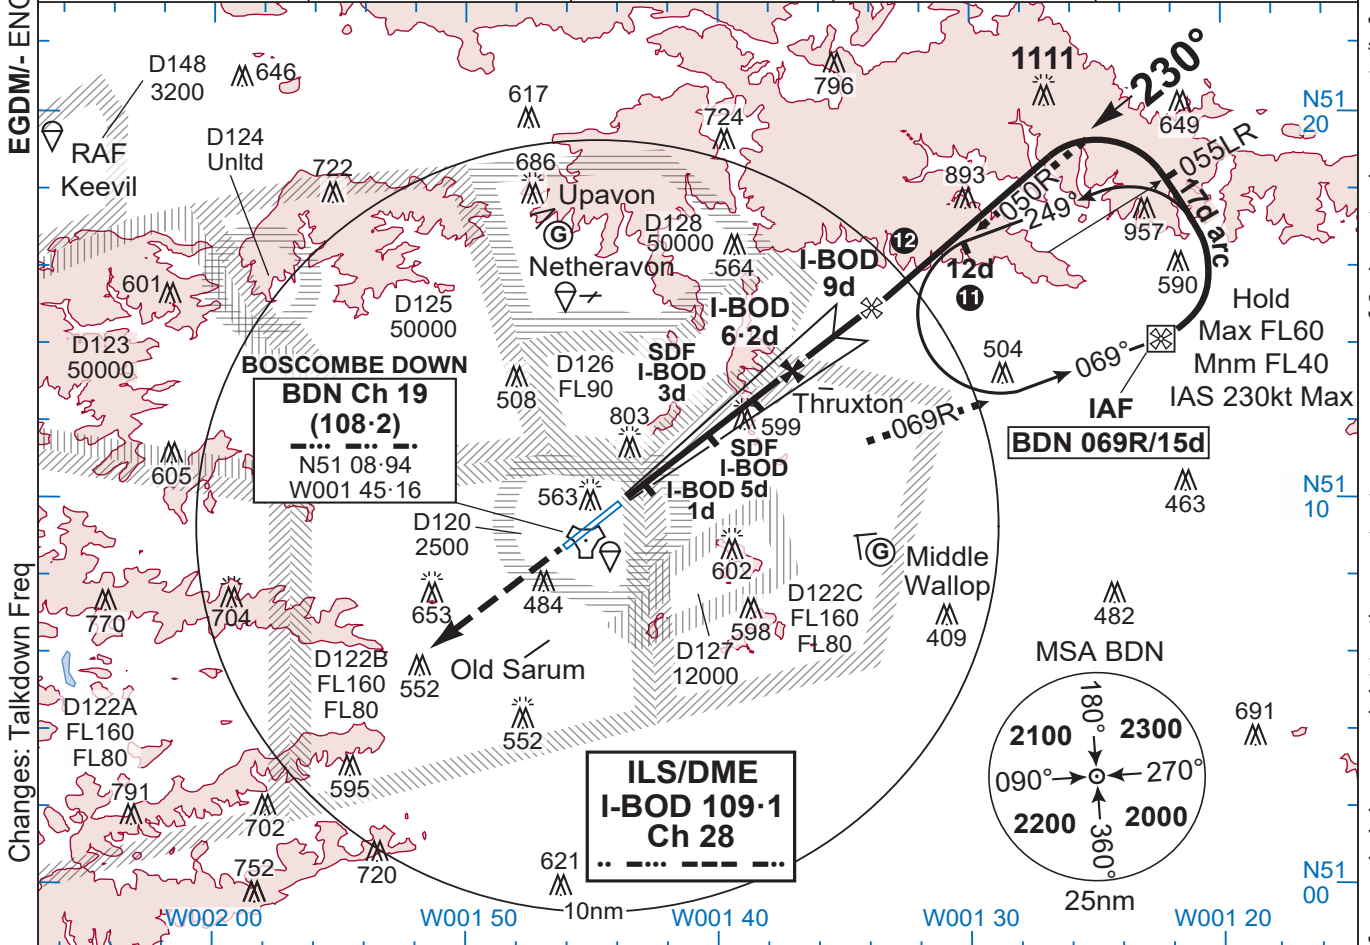 EGDM/- ENG
Changes: Talkdown Freq
D148
3200
646
RAF
Keevil
D124
Unltd
722
617
686
Upavon
G
Netheravon
724
796
1111
230°
649
N51
20
055LR
17d arc
050R
249°
893
957
590
D128
50000
564
601
D125
50000
D123
50000
12
12d
11
I-BOD
9d
I-BOD
6·2d
SDF
I-BOD
3d
D126
FL90
508
803
BOSCOMBE DOWN
BDN Ch 19
(108·2)
N51 08·94
W001 45·16
605
Thruxton
599
SDF
I-BOD
5d
I-BOD
1d
504
069°
069R
Hold
Max FL60
Mnm FL40
IAS 230kt Max
IAF
BDN 069R/15d
463
N51
10
563
D120
2500
602
G
Middle
Wallop
409
482
484
653
704
770
598
D122C
FL160
FL80
D127
12000
D122B
FL160
FL80
552
Old Sarum
552
D122A
FL160
FL80
791
595
702
720
752
621
10nm
ILS/DME
I-BOD 109·1
Ch 28
MSA BDN
180°
2100
2300
090°
270°
2200
2000
360°
25nm
691
N51
00
W002 00
W001 50
W001 40
W001 30
W001 20